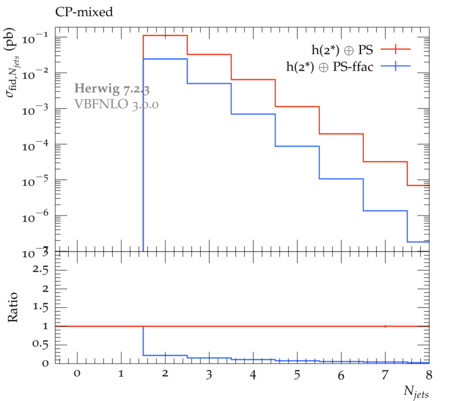 CP-mixed
σfid,Njets (pb)
10⁻¹
10⁻²
10⁻³
10⁻⁴
10⁻⁵
10⁻⁶
h(2*) ⊕ PS
h(2*) ⊕ PS-ffac
Herwig 7.2.3
VBFNLO 3.0.0
Ratio
3
2.5
2
1.5
1
0.5
0
0 1 2 3 4 5 6 7 8
Njets